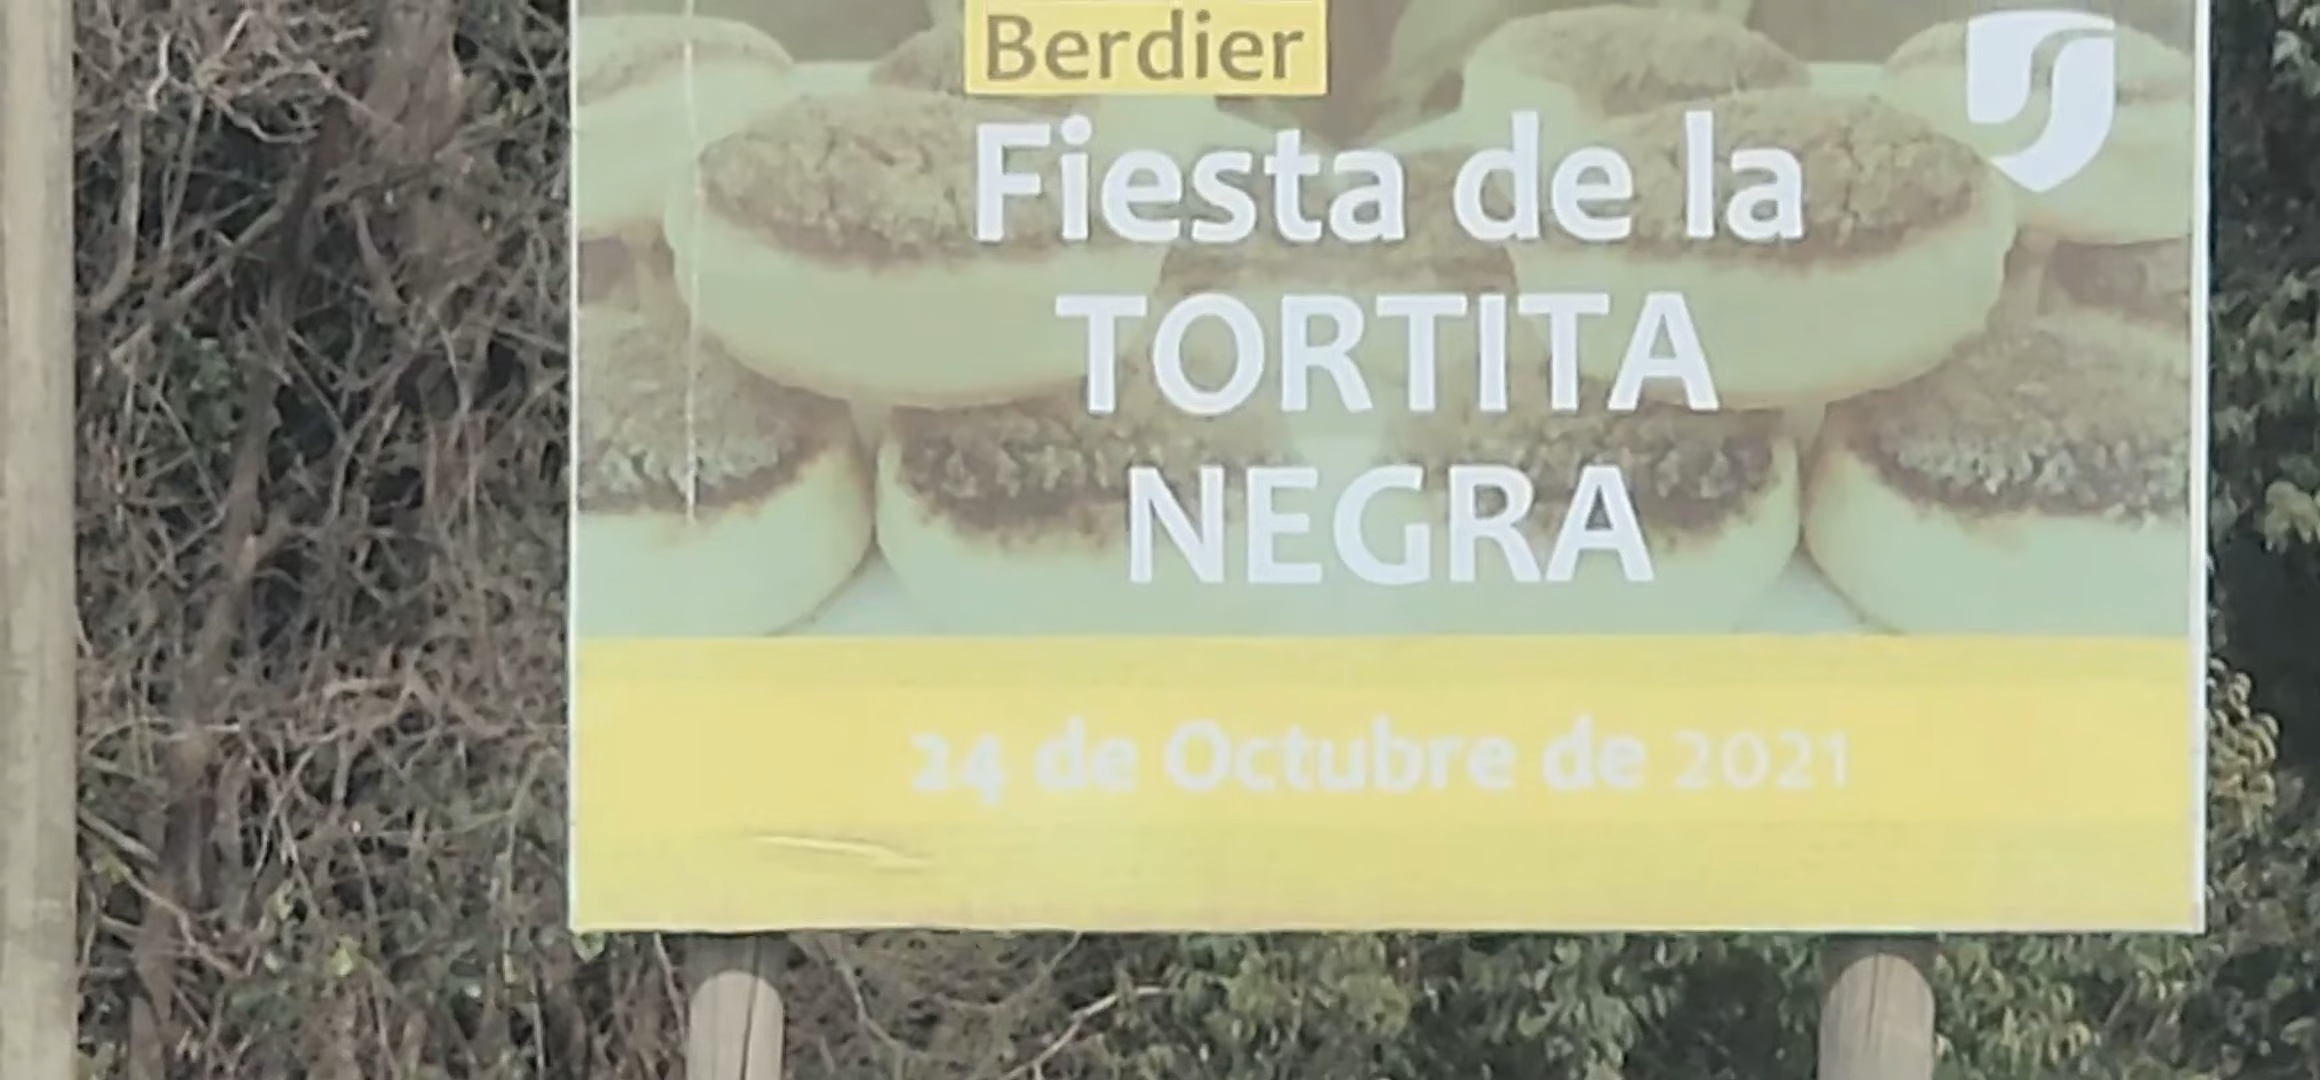 Berdier
Fiesta de la
TORTITA
NEGRA
24 de Octubre de 2021